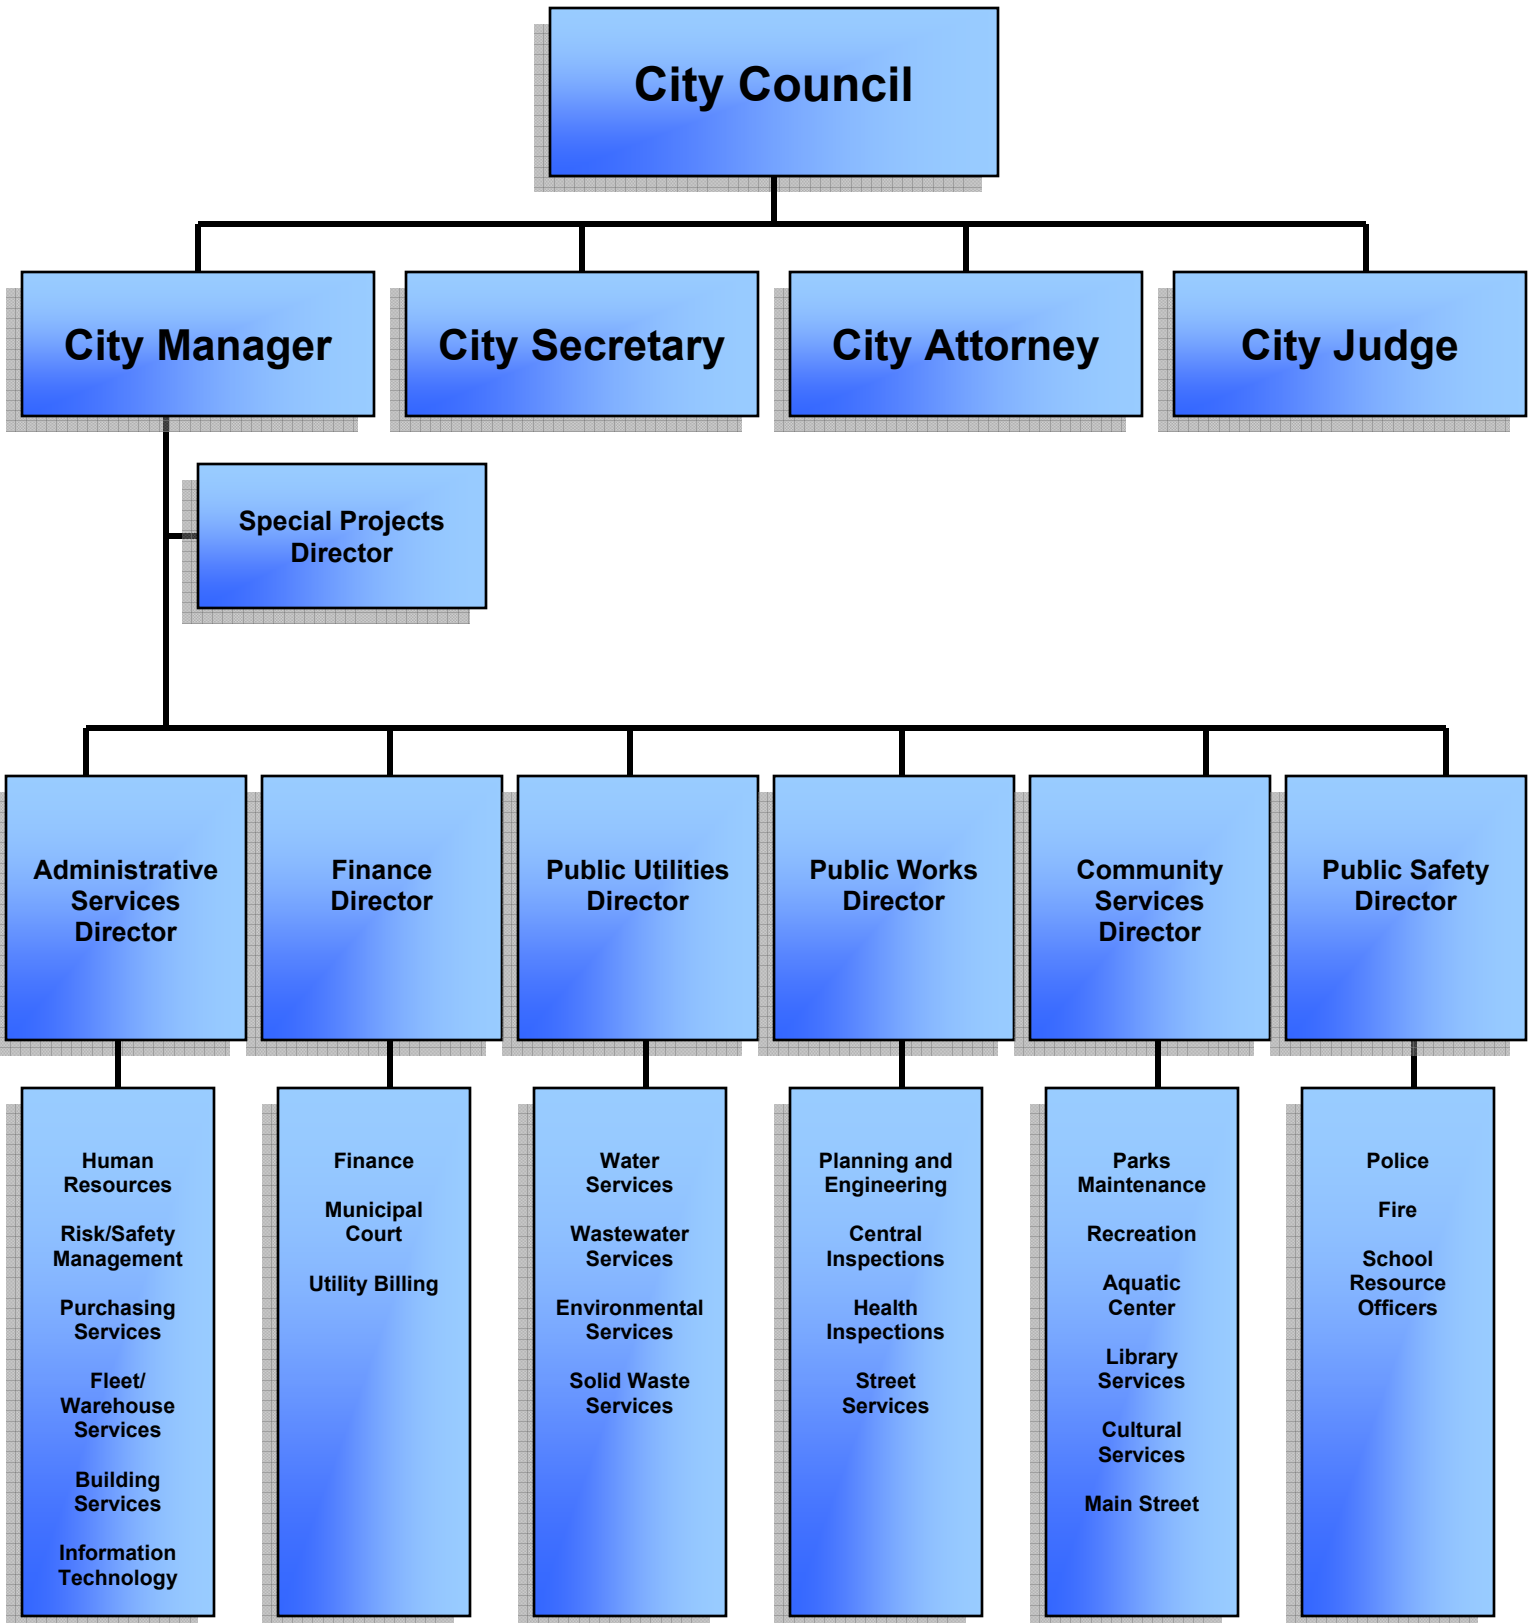 City Council
City Manager
City Secretary
City Attorney
City Judge
Special Projects
Director
Administrative
Services
Director
Finance
Director
Public Utilities
Director
Public Works
Director
Community
Services
Director
Public Safety
Director
Human
Resources
Risk/Safety
Management
Purchasing
Services
Fleet/
Warehouse
Services
Building
Services
Information
Technology
Finance
Municipal
Court
Utility Billing
Water
Services
Wastewater
Services
Environmental
Services
Solid Waste
Services
Planning and
Engineering
Central
Inspections
Health
Inspections
Street
Services
Parks
Maintenance
Recreation
Aquatic
Center
Library
Services
Cultural
Services
Main Street
Police
Fire
School
Resource
Officers